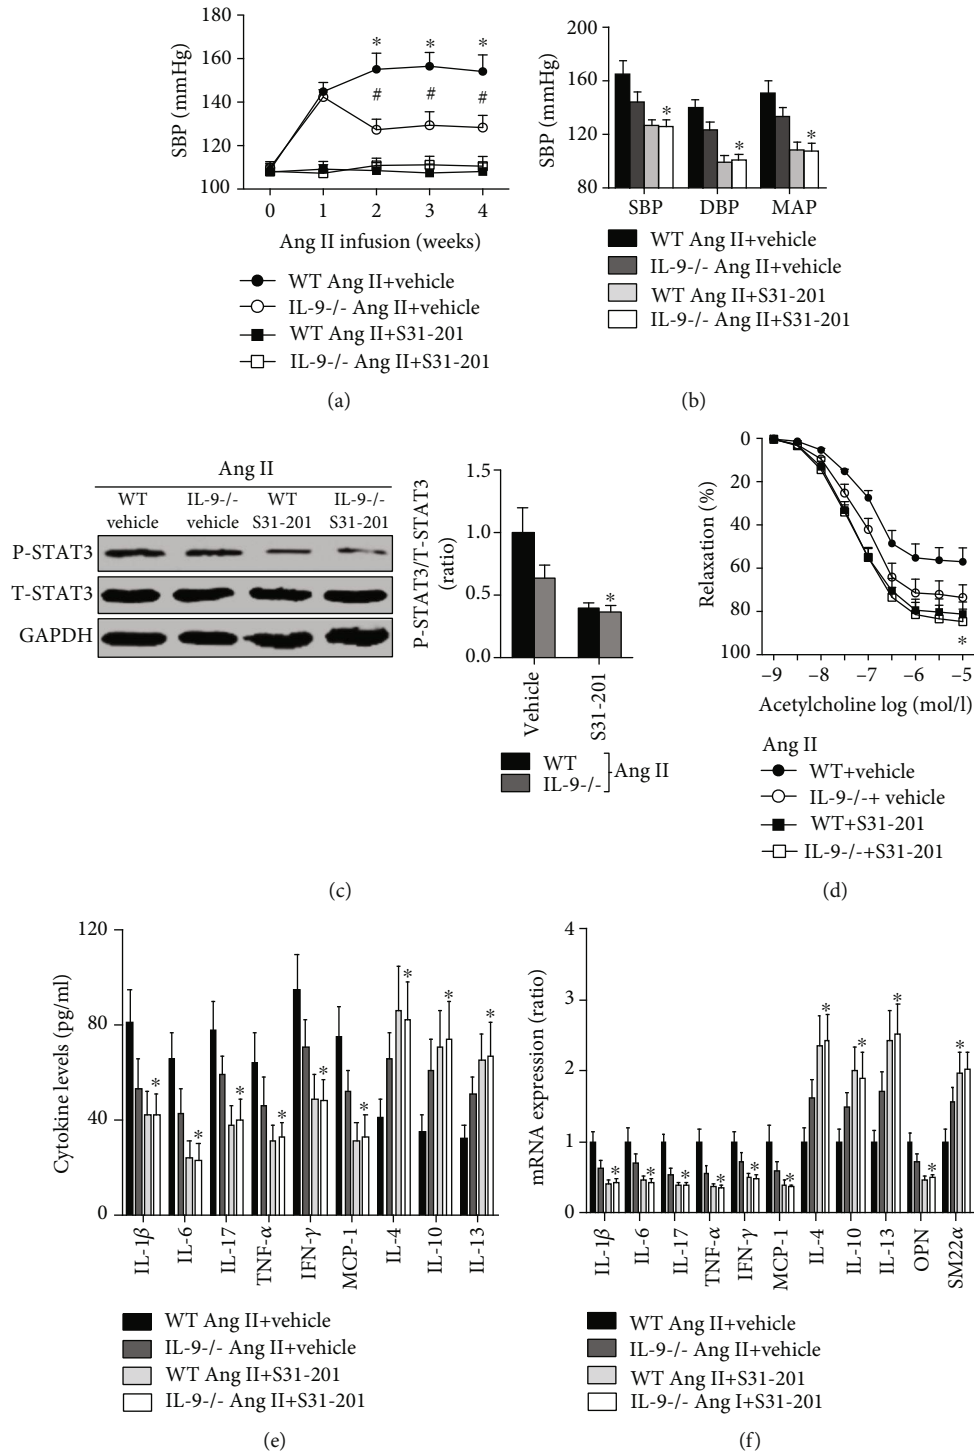 180
160
140
120
100
SBP (mmHg)
* * *
# # #
0 1 2 3 4
Ang II infusion (weeks)
WT Ang II+vehicle
IL-9-/- Ang II+vehicle
WT Ang II+S31-201
IL-9-/- Ang II+S31-201
(a)
200
160
120
80
SBP (mmHg)
* * *
SBP DBP MAP
WT Ang II+vehicle
IL-9-/- Ang II+vehicle
WT Ang II+S31-201
IL-9-/- Ang II+S31-201
(b)
Ang II
WT vehicle
IL-9-/- vehicle
WT S31-201
IL-9-/- S31-201
P-STAT3
T-STAT3
GAPDH
P-STAT3/T-STAT3
(ratio)
1.5
1.0
0.5
0.0
*
Vehicle
S31-201
WT
IL-9-/-
Ang II
(c)
0
20
40
60
80
100
Relaxation (%)
*
−9 −8 −7 −6 −5
Acetylcholine log (mol/l)
Ang II
WT+vehicle
IL-9-/-+ vehicle
WT+S31-201
IL-9-/-+S31-201
(d)
120
80
40
0
Cytokine levels (pg/ml)
* * * * * * * * *
IL-1β
IL-6
IL-17
TNF-α
IFN-γ
MCP-1
IL-4
IL-10
IL-13
WT Ang II+vehicle
IL-9-/- Ang II+vehicle
WT Ang II+S31-201
IL-9-/- Ang II+S31-201
(e)
4
3
2
1
0
mRNA expression (ratio)
* * * * * * * * * * *
IL-1β
IL-6
IL-17
TNF-α
IFN-γ
MCP-1
IL-4
IL-10
IL-13
OPN
SM22α
WT Ang II+vehicle
IL-9-/- Ang II+vehicle
WT Ang II+S31-201
IL-9-/- Ang I+S31-201
(f)